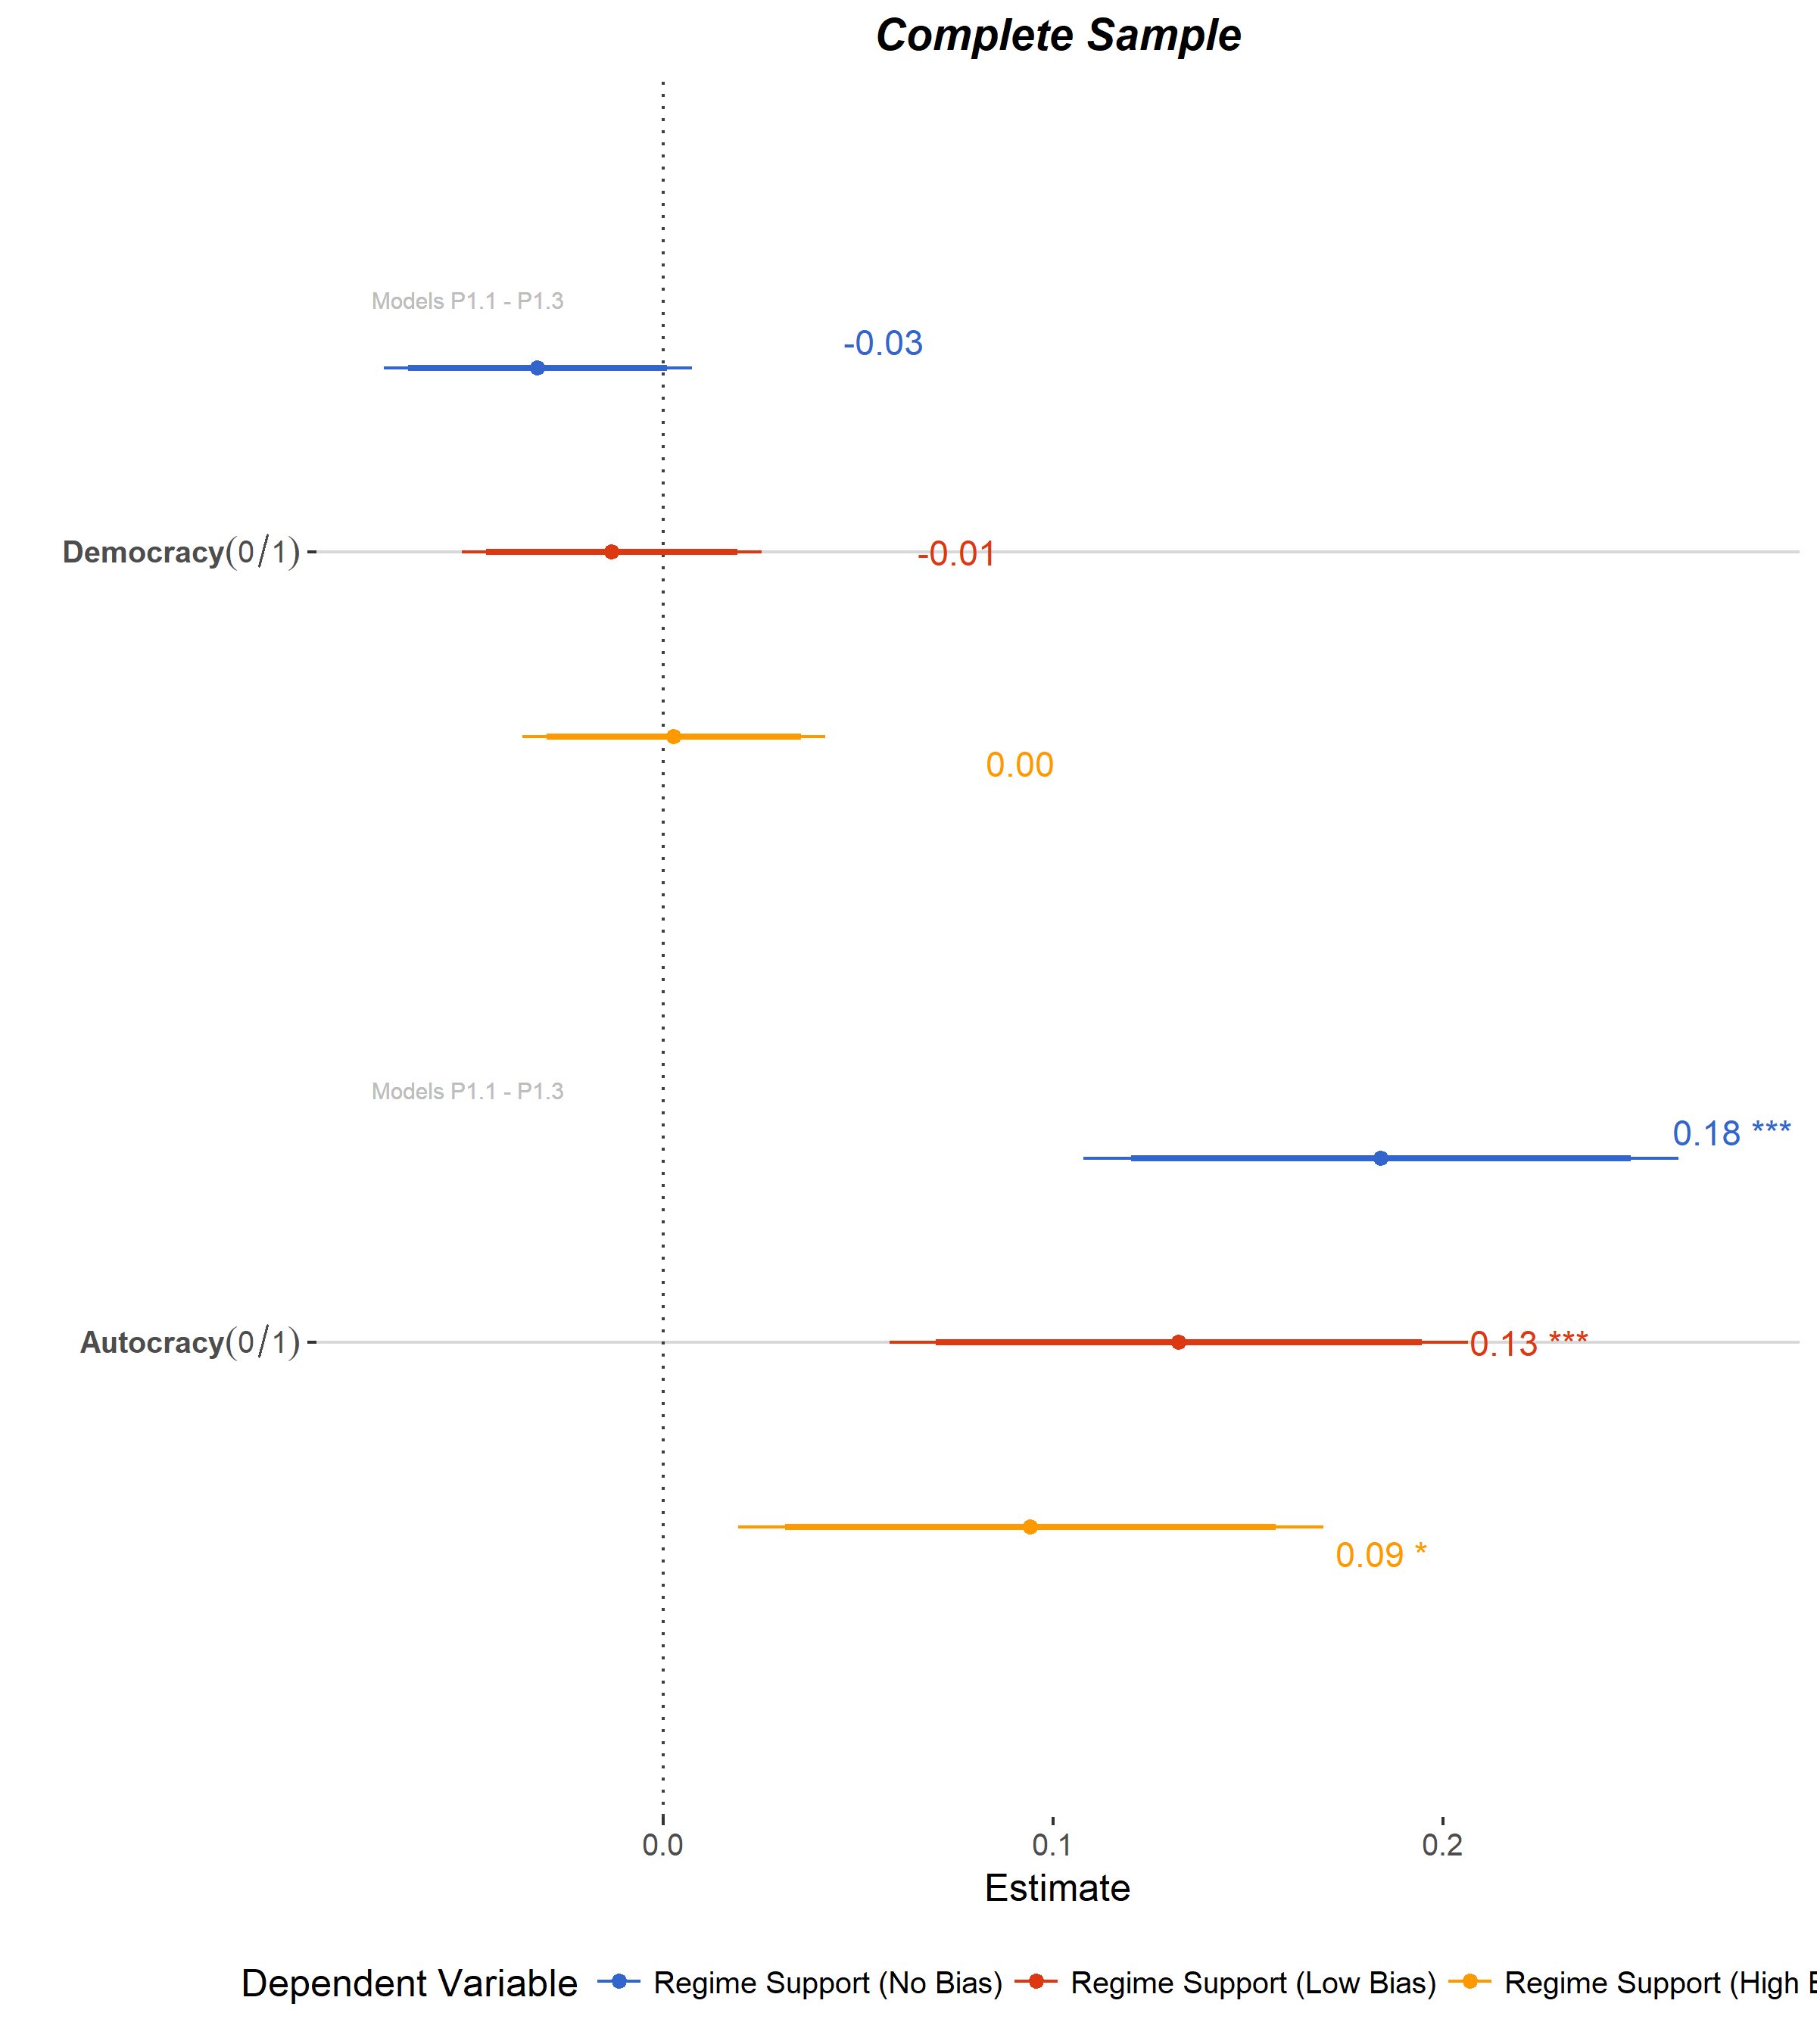 Complete Sample
Models P1.1 - P1.3
-0.03
Democracy(0/1)
-0.01
0.00
Models P1.1 - P1.3
0.18 ***
Autocracy(0/1)
0.13 ***
0.09 *
0.0 0.1 0.2
Estimate
Dependent Variable Regime Support (No Bias) Regime Support (Low Bias) Regime Support (High